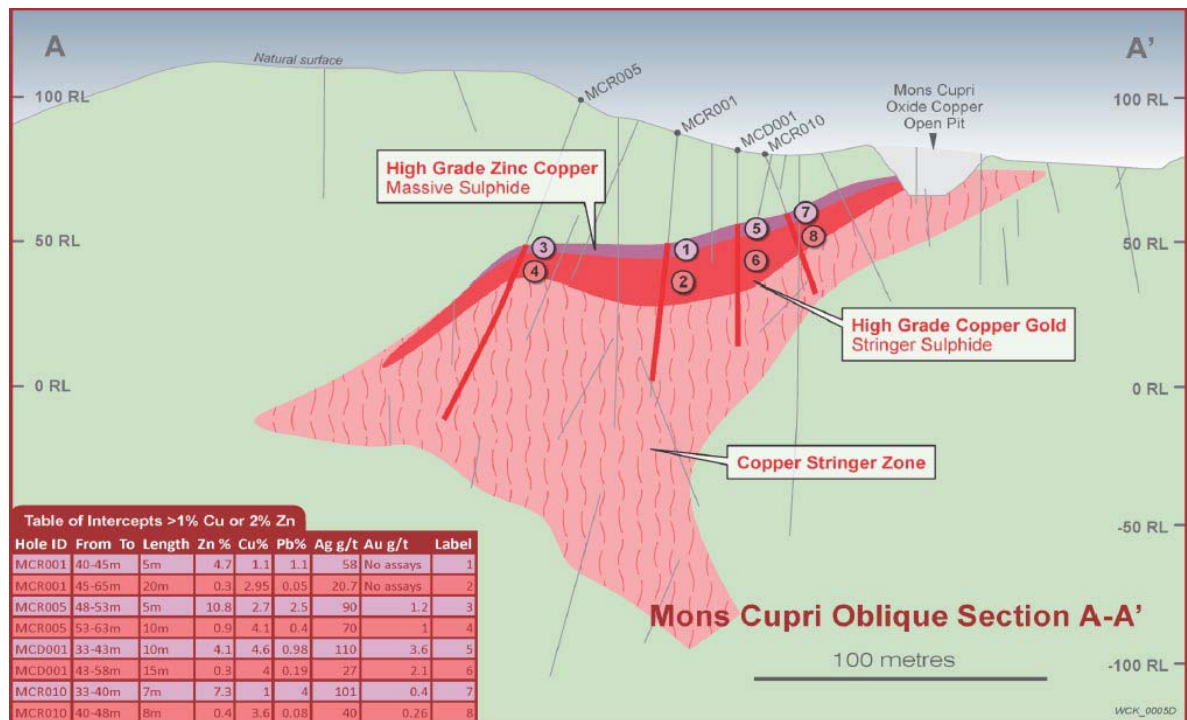 A
A'
Natural surface
MCR005
MCR001
MCD001
MCR010
Mons Cupri
Oxide Copper
Open Pit
100 RL
100 RL
High Grade Zinc Copper
Massive Sulphide
50 RL
50 RL
3
4
1
2
5
6
7
8
High Grade Copper Gold
Stringer Sulphide
0 RL
0 RL
Copper Stringer Zone
-50 RL
-100 RL
Table of Intercepts >1% Cu or 2% Zn
Hole ID From To Length Zn % Cu% Pb% Ag g/t Au g/t Label
MCR001 40-45m 5m 4.7 1.1 1.1 58 No assays 1
MCR001 45-65m 20m 0.3 2.95 0.05 20.7 No assays 2
MCR005 48-53m 5m 10.8 2.7 2.5 90 1.2 3
MCR005 53-63m 10m 0.9 4.1 0.4 70 1 4
MCD001 33-43m 10m 4.1 4.6 0.98 110 3.6 5
MCD001 43-58m 15m 0.3 4 0.19 27 2.1 6
MCR010 33-40m 7m 7.3 1 4 101 0.4 7
MCR010 40-48m 8m 0.4 3.6 0.08 40 0.26 8
Mons Cupri Oblique Section A-A'
100 metres
WCK_0005D